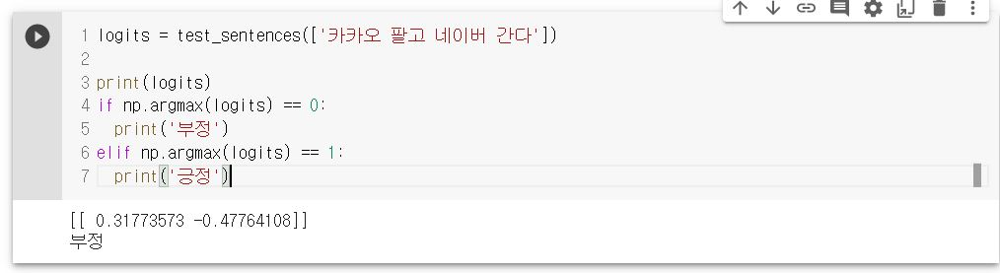 1 logits = test_sentences(['카카오 팔고 네이버 간다'])
2
3 print(logits)
4 if np.argmax(logits) == 0:
5   print('부정')
6 elif np.argmax(logits) == 1:
7   print('긍정')
[[ 0.31773573 -0.47764108]]
부정